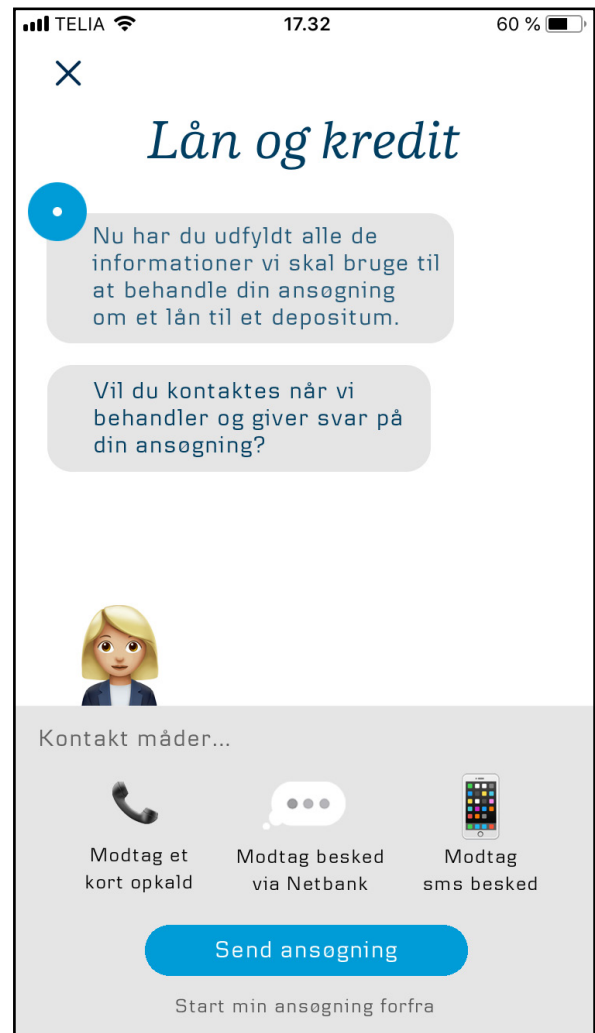 TELIA 17.32 60 %
Lån og kredit
Nu har du udfyldt alle de
informationer vi skal bruge til
at behandle din ansøgning
om et lån til et depositum.
Vil du kontaktes når vi
behandler og giver svar på
din ansøgning?
Kontakt måder...
Modtag et
kort opkald
Modtag besked
via Netbank
Modtag
sms besked
Send ansøgning
Start min ansøgning forfra